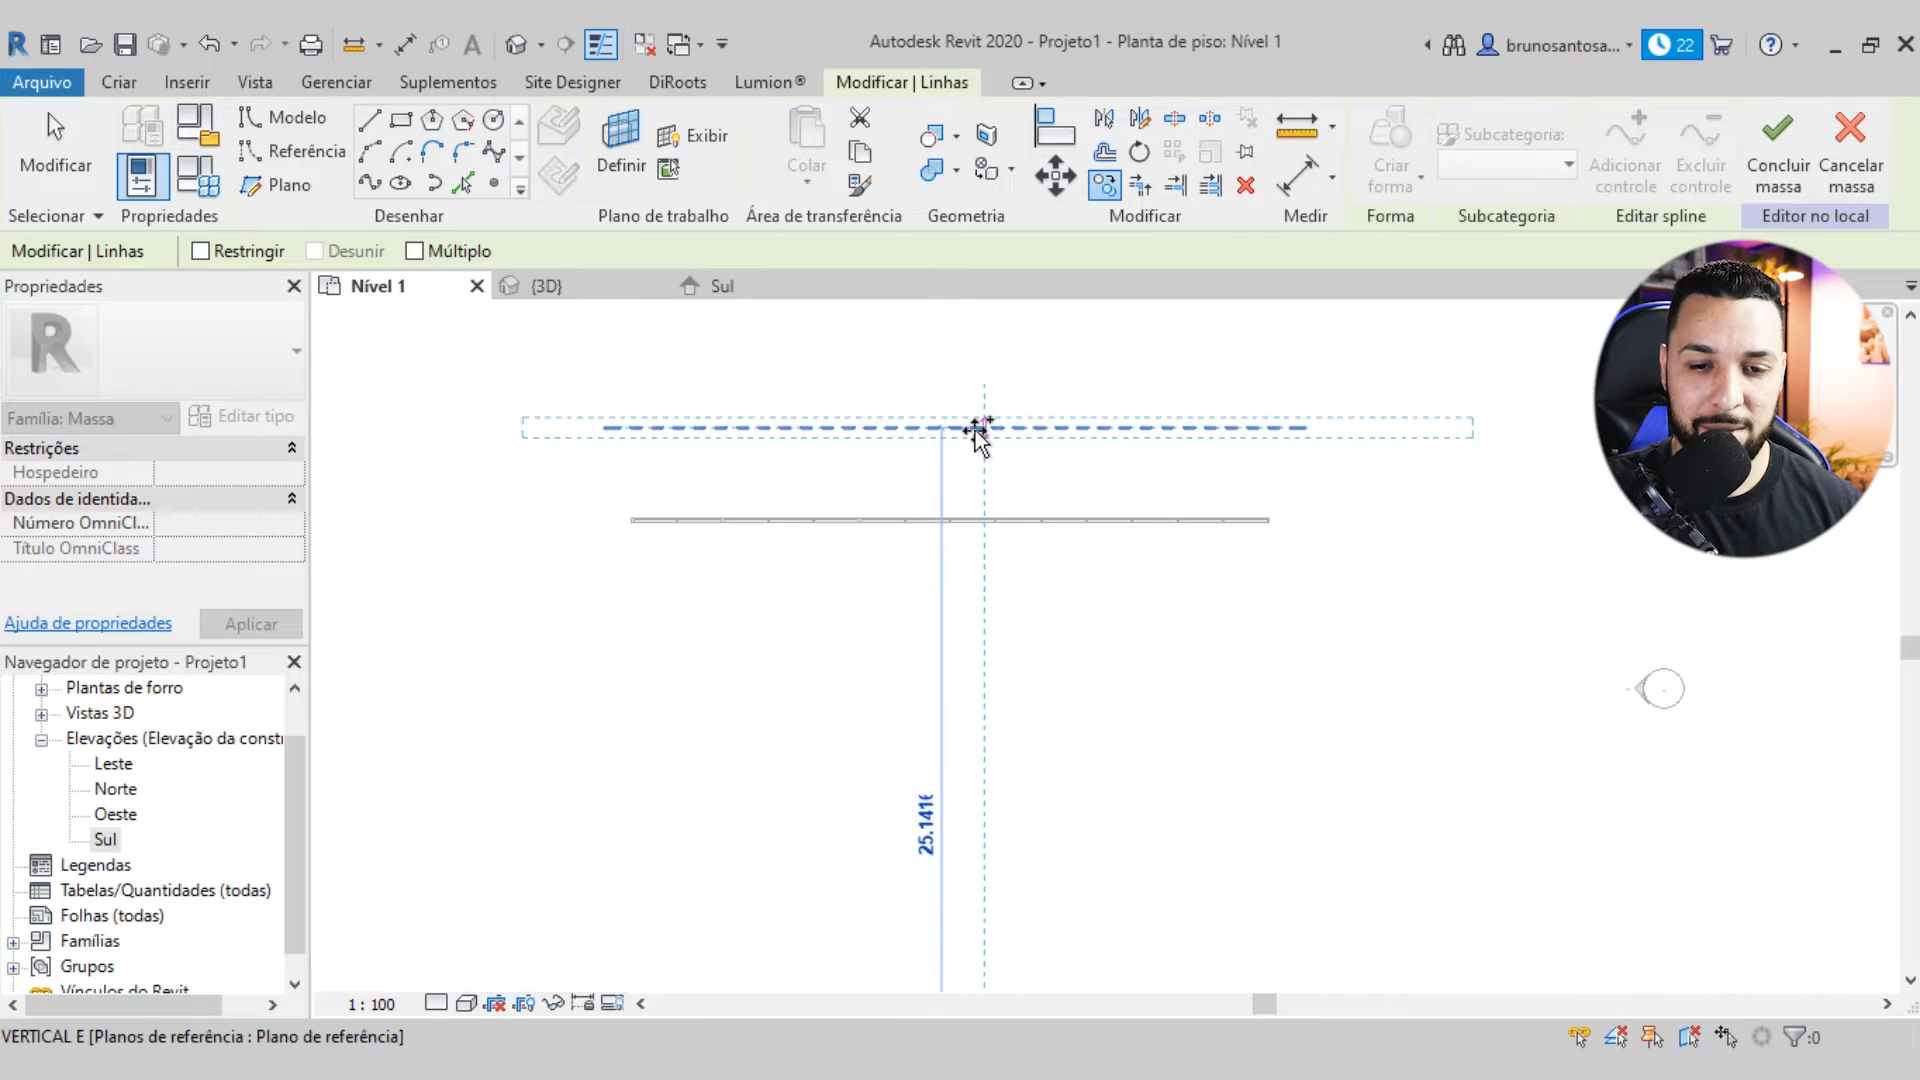 Autodesk Revit 2020 - Projeto1 - Planta de piso: Nível 1
brunosantosa...
22
Arquivo
Criar
Inserir
Vista
Gerenciar
Suplementos
Site Designer
DiRoots
Lumion®
Modificar | Linhas
Modificar
Modelo
Referência
Plano
Definir
Exibir
Colar
Criar forma
Subcategoria:
Adicionar controle
Excluir controle
Concluir massa
Cancelar massa
Selecionar
Propriedades
Desenhar
Plano de trabalho
Área de transferência
Geometria
Modificar
Medir
Forma
Subcategoria
Editar spline
Editor no local
Modificar | Linhas
Restringir
Desunir
Múltiplo
Propriedades
Nível 1
{3D}
Sul
R
Família: Massa
Editar tipo
Restrições
Hospedeiro
Dados de identida...
Número OmniCl...
Título OmniClass
Ajuda de propriedades
Aplicar
Navegador de projeto - Projeto1
Plantas de forro
Vistas 3D
Elevações (Elevação da constr
Leste
Norte
Oeste
Sul
Legendas
Tabelas/Quantidades (todas)
Folhas (todas)
Famílias
Grupos
Vínculos do Revit
25.1416
1 : 100
VERTICAL E [Planos de referência : Plano de referência]
:0